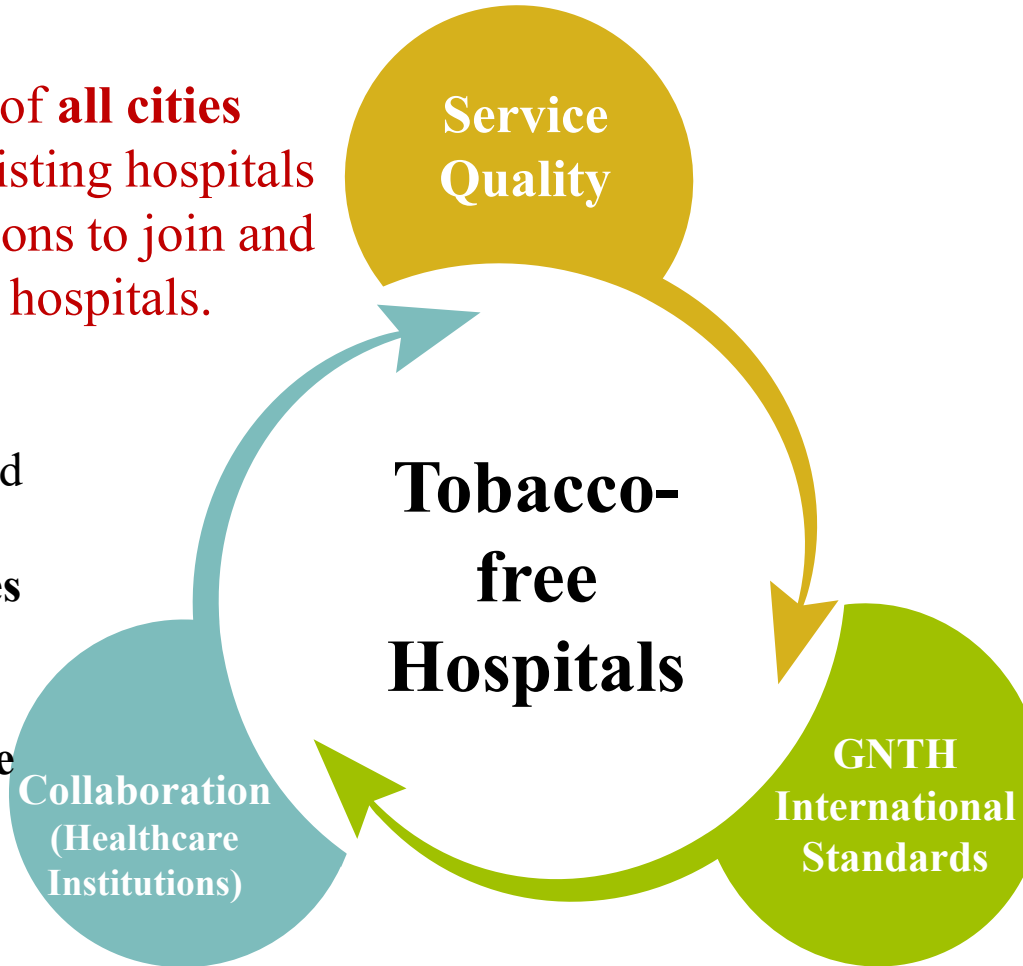 of all cities
isting hospitals
ons to join and
hospitals.
d
es
e
Service
Quality
Tobacco-
free
Hospitals
GNTH
International
Standards
Collaboration
(Healthcare
Institutions)